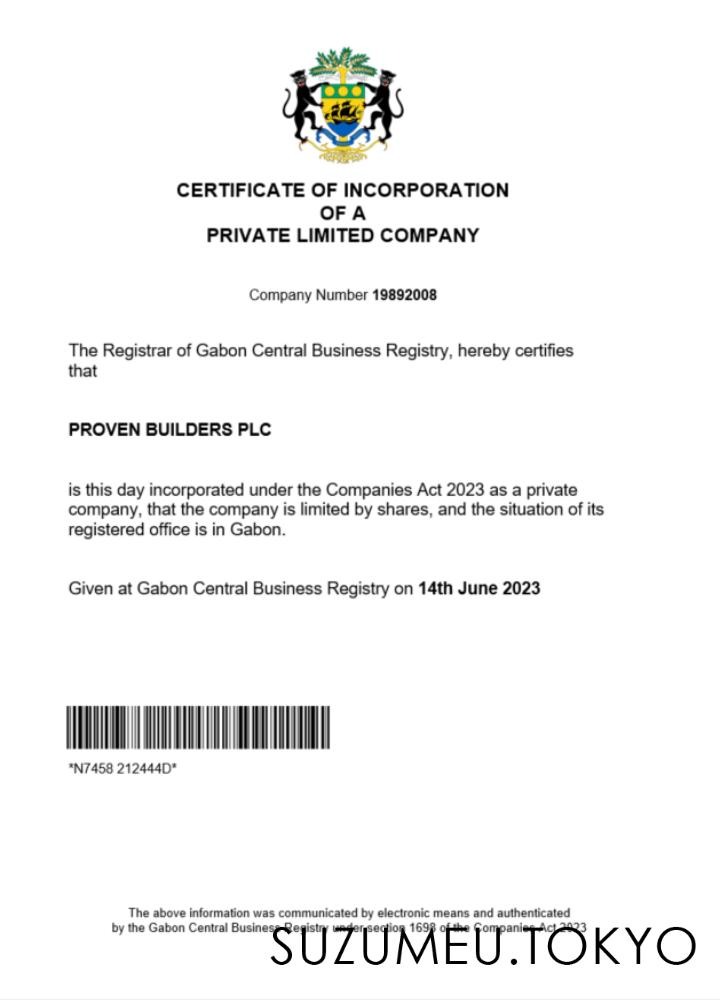 CERTIFICATE OF INCORPORATION
OF A
PRIVATE LIMITED COMPANY
Company Number 19892008
The Registrar of Gabon Central Business Registry, hereby certifies
that
PROVEN BUILDERS PLC
is this day incorporated under the Companies Act 2023 as a private
company, that the company is limited by shares, and the situation of its
registered office is in Gabon.
Given at Gabon Central Business Registry on 14th June 2023
*N7458 212444D*
The above information was communicated by electronic means and authenticated
by the Gabon Central Business Registry under section 1698 of the Companies Act 2023
SUZUMEU.TOKYO